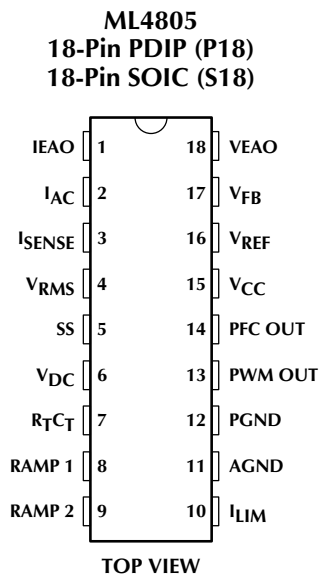 ML4805
18-Pin PDIP (P18)
18-Pin SOIC (S18)
IEAO 1 18 VEAO
IAC 2 17 VFB
ISENSE 3 16 VREF
VRMS 4 15 VCC
SS 5 14 PFC OUT
VDC 6 13 PWM OUT
RTCT 7 12 PGND
RAMP 1 8 11 AGND
RAMP 2 9 10 ILIM
TOP VIEW